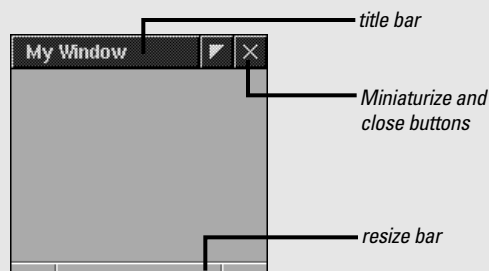 title bar
My Window
Miniaturize and
close buttons
resize bar